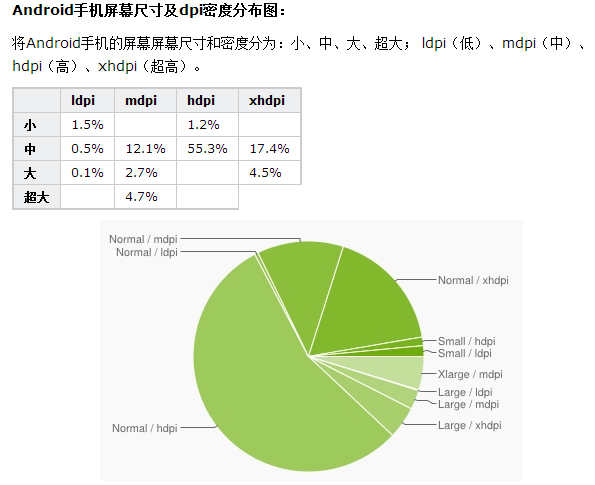 Android手机屏幕尺寸及dpi密度分布图：
将Android手机的屏幕屏幕尺寸和密度分为：小、中、大、超大； ldpi（低）、mdpi（中）、
hdpi（高）、xhdpi（超高）。
ldpi mdpi hdpi xhdpi
小 1.5% 1.2%
中 0.5% 12.1% 55.3% 17.4%
大 0.1% 2.7% 4.5%
超大 4.7%
Normal / mdpi
Normal / ldpi
Normal / xhdpi
Small / hdpi
Small / ldpi
Xlarge / mdpi
Large / ldpi
Large / mdpi
Large / xhdpi
Normal / hdpi